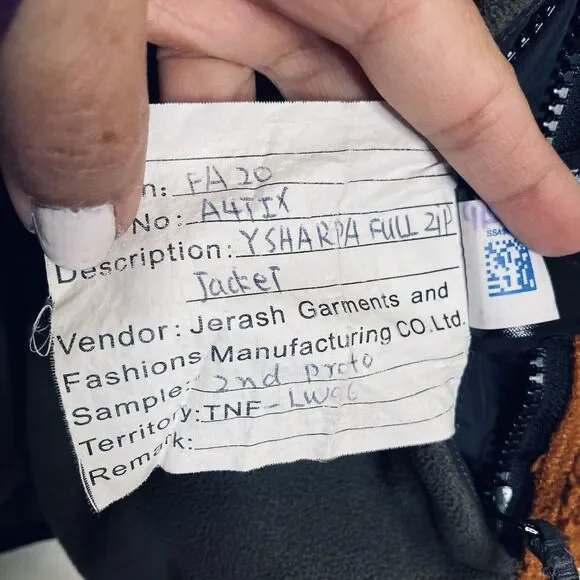 n: FA20
No: A4TIX
Description: YSHARPA FULL ZIP
Jacket
Vendor: Jerash Garments and
Fashions Manufacturing CO.Ltd.
Sample: 2nd proto
Territory: TNF-
Remark: